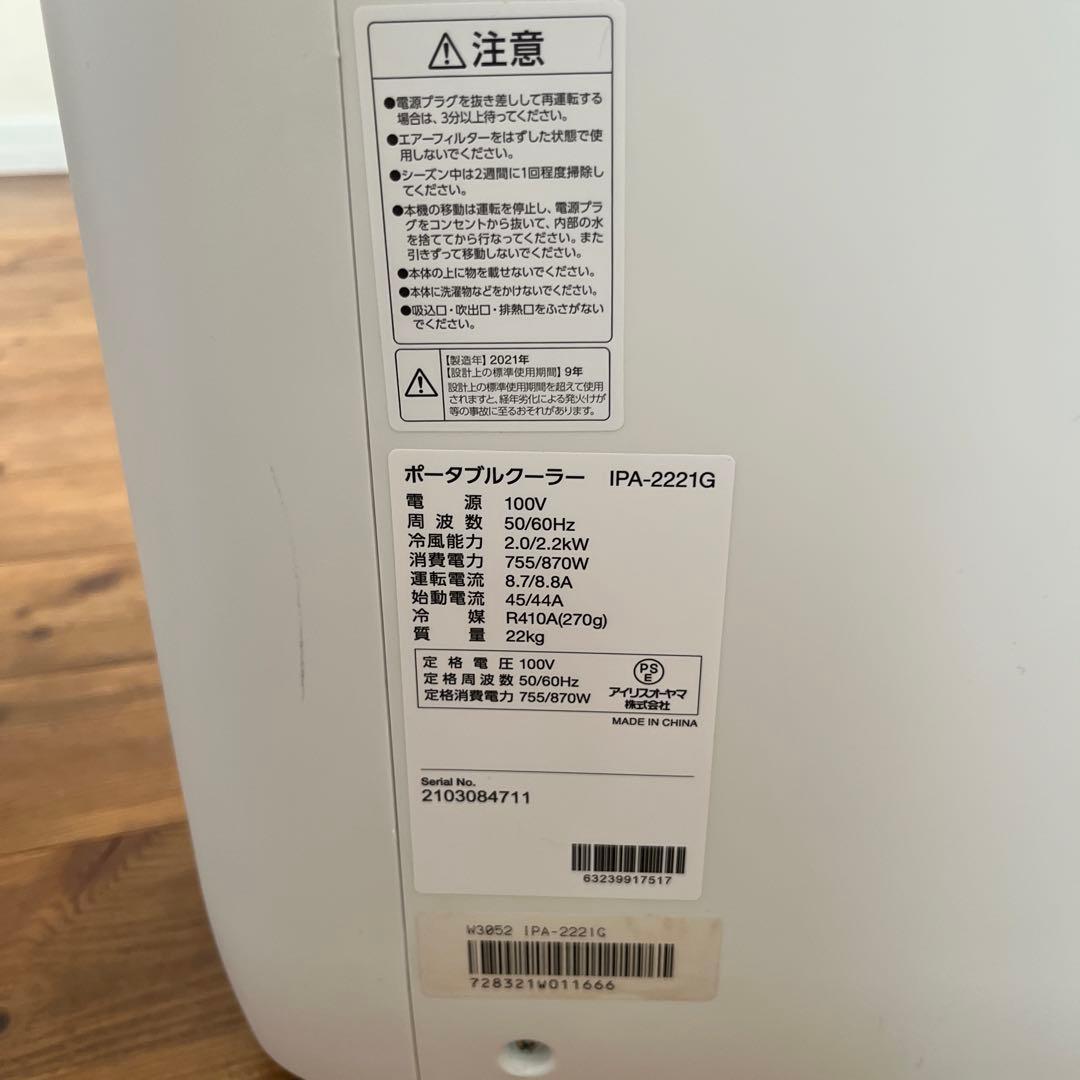 ⚠注意
●電源プラグを抜き差しして再運転する
場合は、3分以上待ってください。
●エアーフィルターをはずした状態で使
用しないでください。
●シーズン中は2週間に1回程度掃除し
てください。
●本機の移動は運転を停止し、電源プラ
グをコンセントから抜いて、内部の水
を捨ててから行なってください。また
引きずって移動しないでください。
●本体の上に物を載せないでください。
●本体に洗濯物などをかけないでください。
●吸込口・吹出口・排熱口をふさがない
でください。
【製造年】2021年
【設計上の標準使用期間】9年
設計上の標準使用期間を超えて使用
されますと、経年劣化による発火けが
等の事故に至るおそれがあります。
ポータブルクーラー IPA-2221G
電源 100V
周波数 50/60Hz
冷風能力 2.0/2.2kW
消費電力 755/870W
運転電流 8.7/8.8A
始動電流 45/44A
冷媒 R410A(270g)
質量 22kg
定格電圧 100V
定格周波数 50/60Hz
定格消費電力 755/870W
PS
E
アイリスオーヤマ
株式会社
MADE IN CHINA
Serial No.
2103084711
63239917517
W3052 IPA-2221G
728321W011666